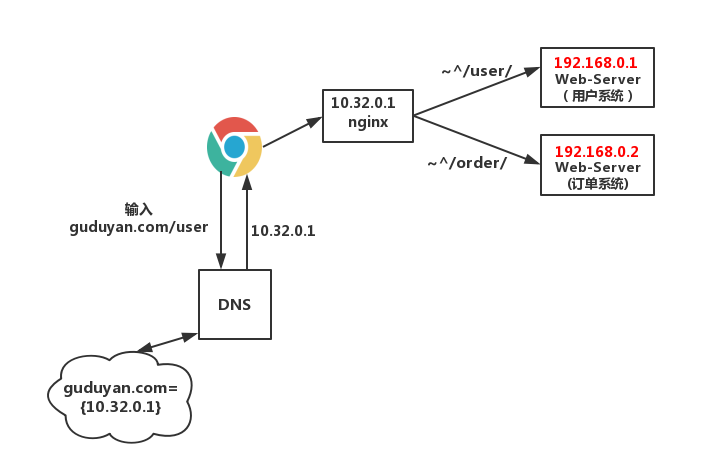 192.168.0.1
Web-Server
（用户系统）
~^/user/
10.32.0.1
nginx
192.168.0.2
Web-Server
(订单系统)
~^/order/
输入
guduyan.com/user
10.32.0.1
DNS
guduyan.com=
{10.32.0.1}